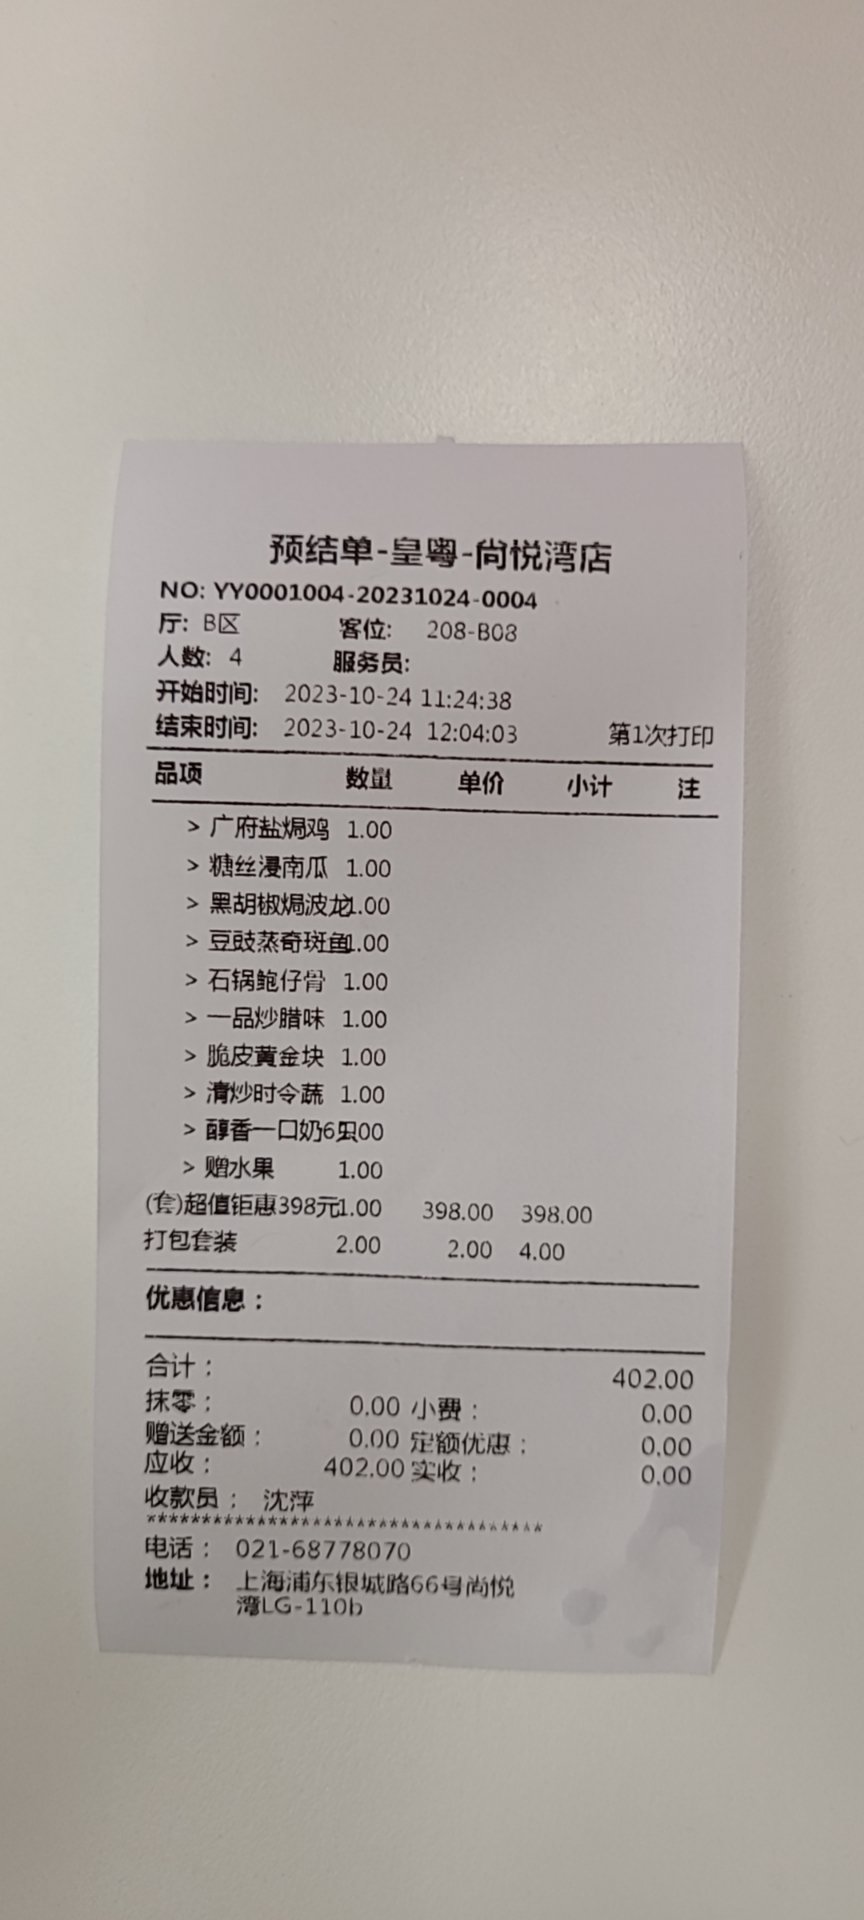 预结单-皇粤-尚悦湾店
NO: YY0001004-20231024-0004
厅: B区 客位: 208-B08
人数: 4 服务员:
开始时间: 2023-10-24 11:24:38
结束时间: 2023-10-24 12:04:03 第1次打印
品项 数量 单价 小计 注
> 广府盐焗鸡 1.00
> 糖丝浸南瓜 1.00
> 黑胡椒焗波龙1.00
> 豆豉蒸奇斑鱼1.00
> 石锅鲍仔骨 1.00
> 一品炒腊味 1.00
> 脆皮黄金块 1.00
> 清炒时令蔬 1.00
> 醇香一口奶6只.00
> 赠水果 1.00
(套)超值钜惠398元1.00 398.00 398.00
打包套装 2.00 2.00 4.00
优惠信息：
合计： 402.00
抹零： 0.00 小费： 0.00
赠送金额： 0.00 定额优惠： 0.00
应收： 402.00 实收： 0.00
收款员： 沈萍
************************************
电话： 021-68778070
地址： 上海浦东银城路66号尚悦
湾LG-110b